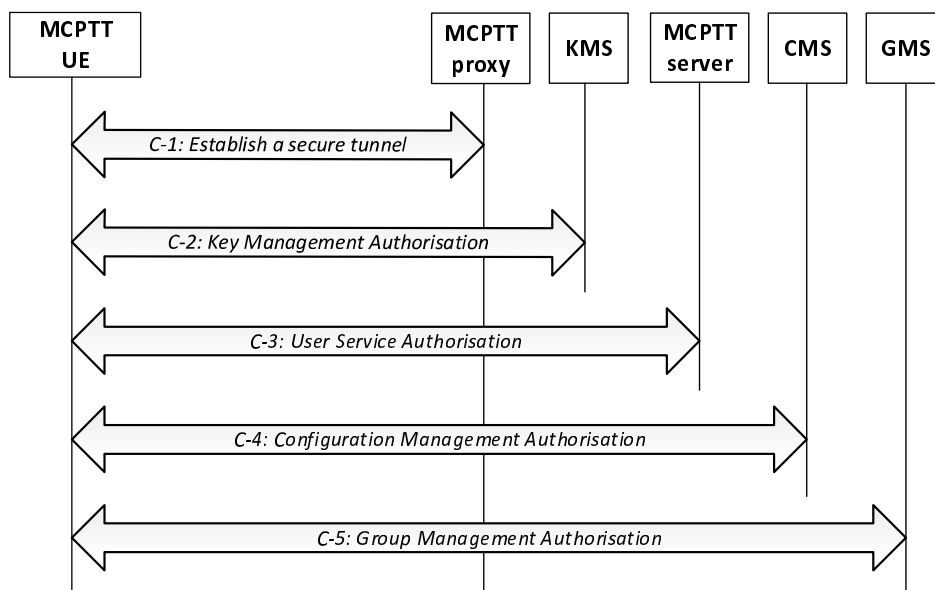 MCPTT
UE
MCPTT
proxy
KMS
MCPTT
server
CMS
GMS
C-1: Establish a secure tunnel
C-2: Key Management Authorisation
C-3: User Service Authorisation
C-4: Configuration Management Authorisation
C-5: Group Management Authorisation